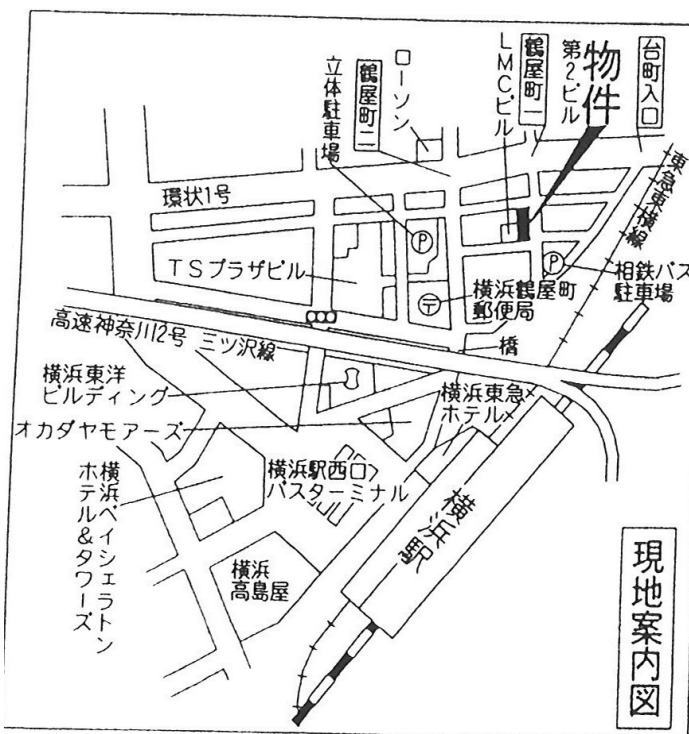 台町入口
物件
鶴屋町一
第2ビル
LMCビル
ローソン
鶴屋町二
立体駐車場
環状1号
東急東横線
P
P
TSプラザビル
相鉄バス
駐車場
〒
横浜鶴屋町
郵便局
高速神奈川2号 三ツ沢線
橋
横浜東洋
ビルディング
横浜東急
ホテル
オカダヤモアーズ
横浜駅西口
バスターミナル
横浜ベイシェラトン
ホテル&タワーズ
横浜駅
横浜
高島屋
現地案内図